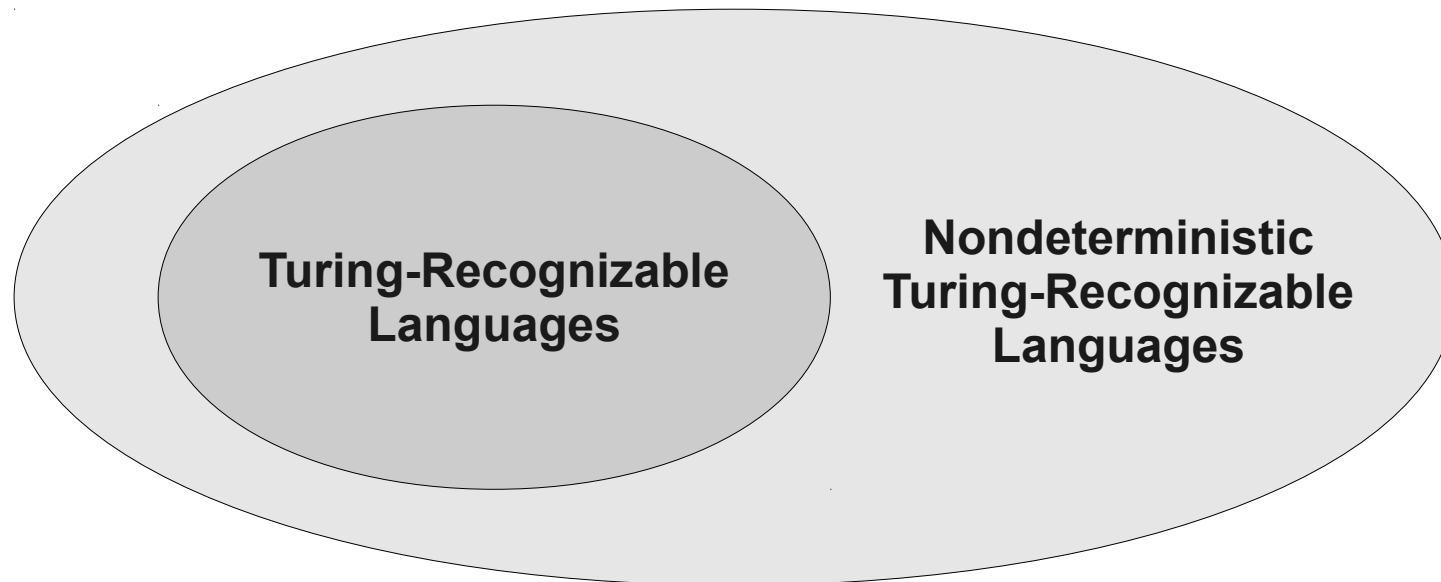 Turing-Recognizable
Languages
Nondeterministic
Turing-Recognizable
Languages